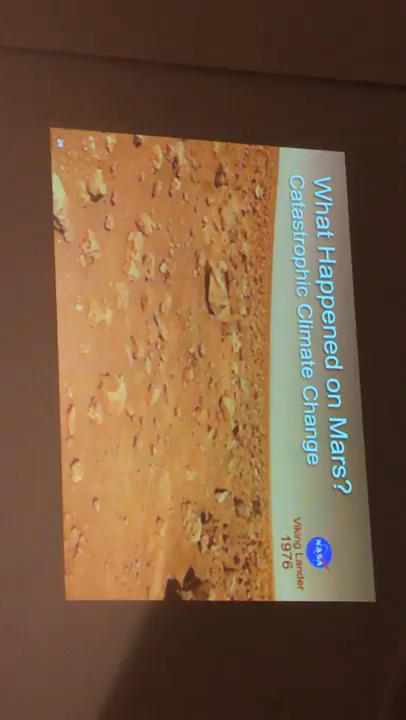 What Happened on Mars?
Catastrophic Climate Change
NASA
Viking Lander
1976